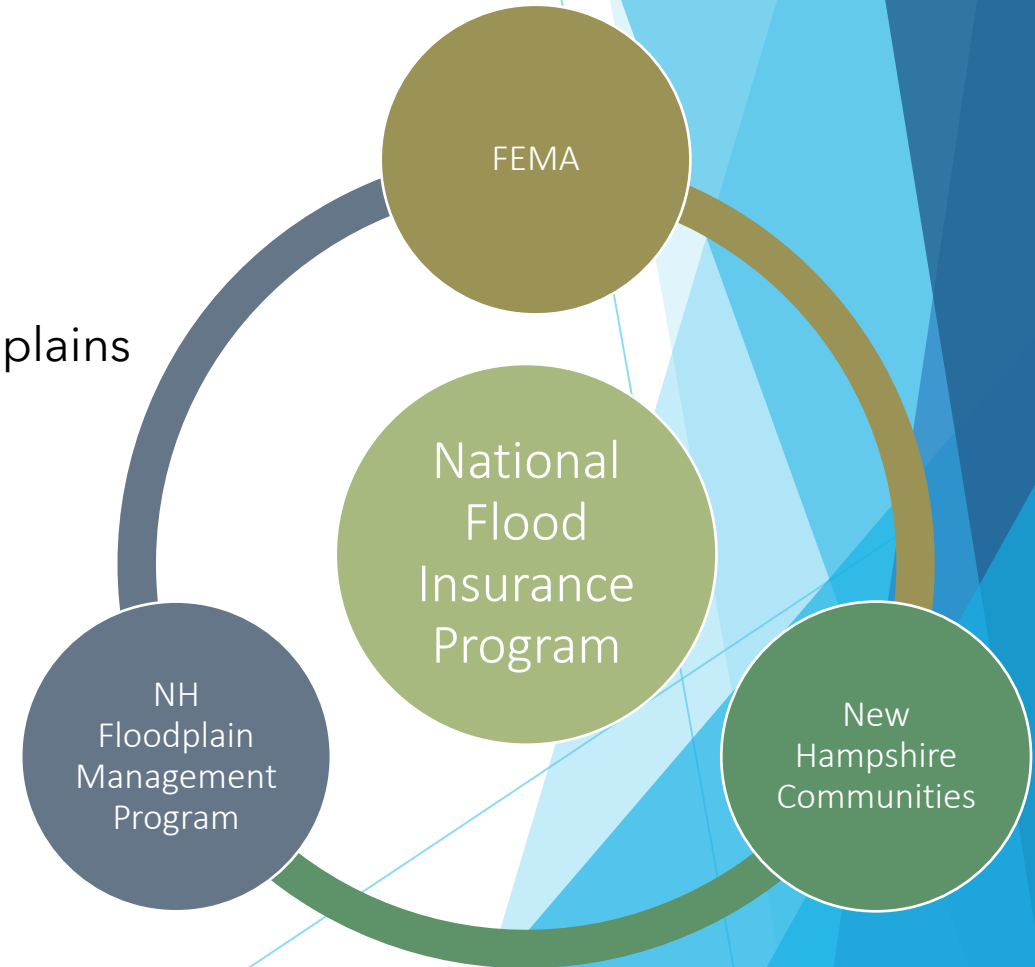 FEMA
plains
National
Flood
Insurance
Program
NH
Floodplain
Management
Program
New
Hampshire
Communities